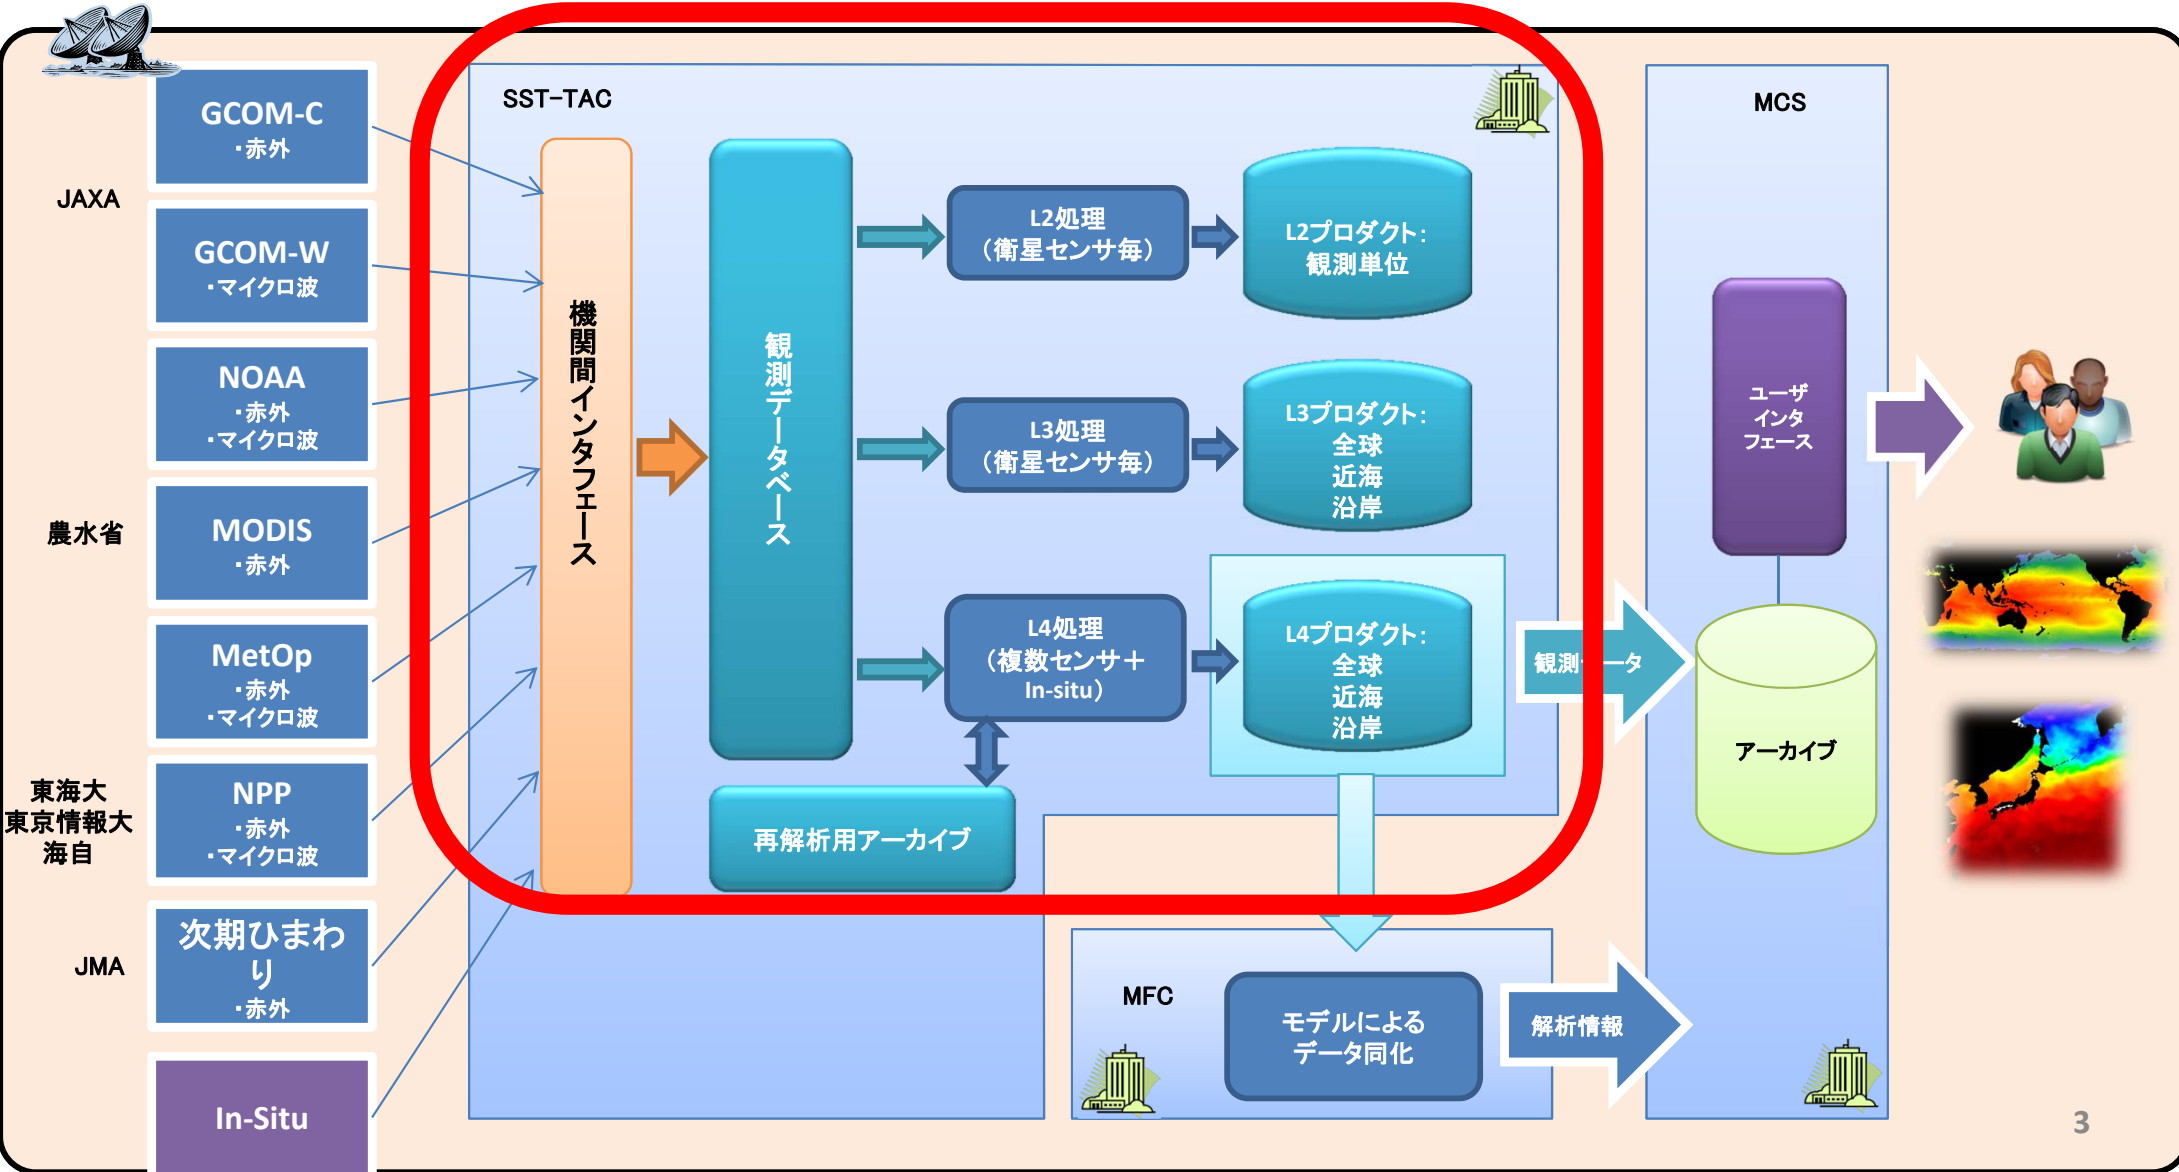 JAXA
農水省
東海大
東京情報大
海自
JMA
GCOM-C
・赤外
GCOM-W
・マイクロ波
NOAA
・赤外
・マイクロ波
MODIS
・赤外
MetOp
・赤外
・マイクロ波
NPP
・赤外
・マイクロ波
次期ひまわ
り
・赤外
In-Situ
SST-TAC
機関間インタフェース
観測データベース
L2処理
（衛星センサ毎）
L2プロダクト：
観測単位
L3処理
（衛星センサ毎）
L3プロダクト：
全球
近海
沿岸
L4処理
（複数センサ＋
In-situ）
L4プロダクト：
全球
近海
沿岸
再解析用アーカイブ
観測データ
MFC
モデルによる
データ同化
解析情報
MCS
ユーザ
インタ
フェース
アーカイブ
3